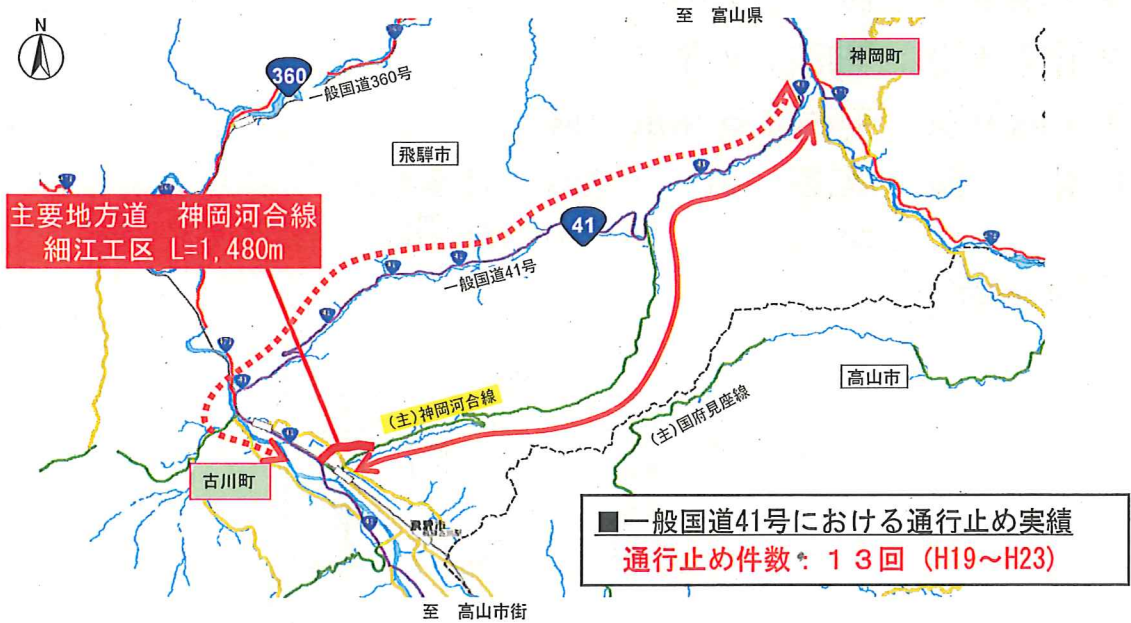 至 富山県
N
神岡町
360
一般国道360号
飛騨市
主要地方道 神岡河合線
細江工区 L=1,480m
41
一般国道41号
高山市
(主)神岡河合線
(主)国府見座線
古川町
飛騨市
■一般国道41号における通行止め実績
通行止め件数：１３回 (H19～H23)
至 高山市街